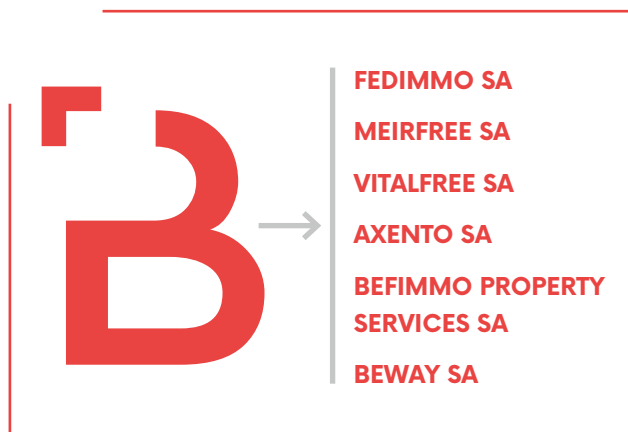 FEDIMMO SA
MEIRFREE SA
VITALFREE SA
AXENTO SA
BEFIMMO PROPERTY
SERVICES SA
BEWAY SA